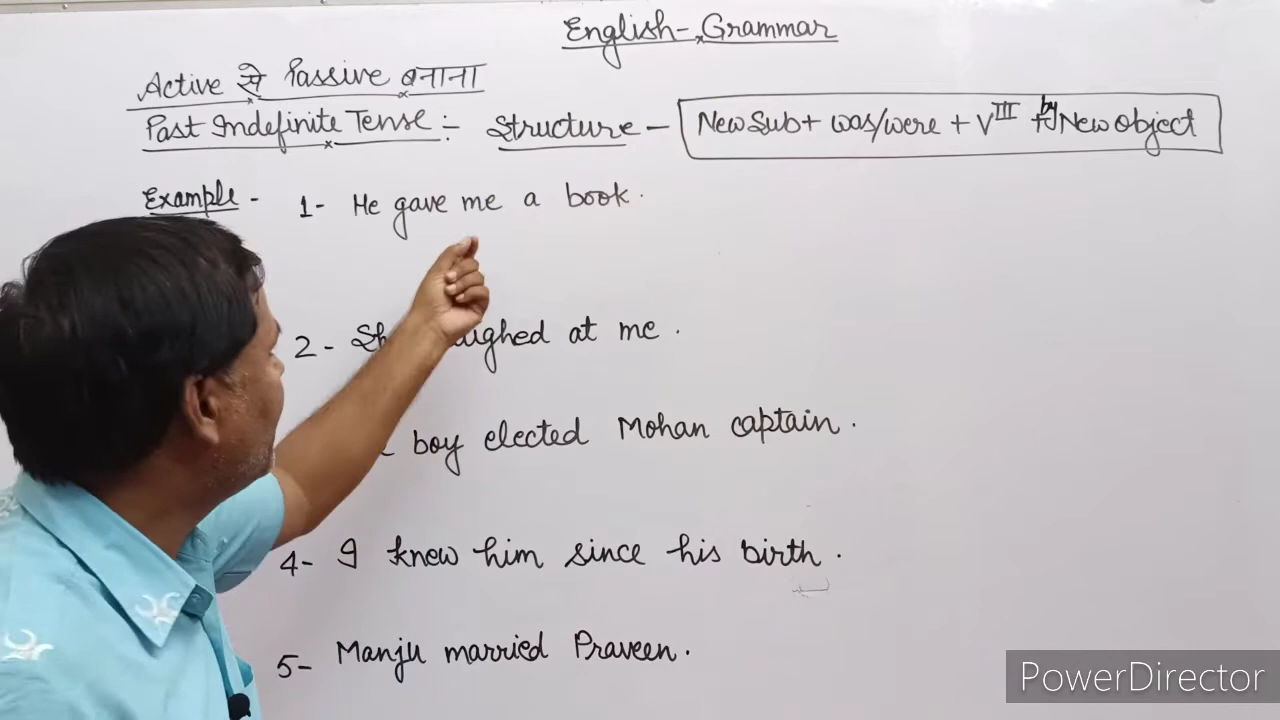 English-Grammar
Active से Passive बनाना
Past Indefinite Tense:- Structure - New Sub + was/were + V III + by New object
Example - 1- He gave me a book.
2- laughed at me.
boy elected Mohan captain.
4- I knew him since his birth.
5- Manju married Praveen.
PowerDirector